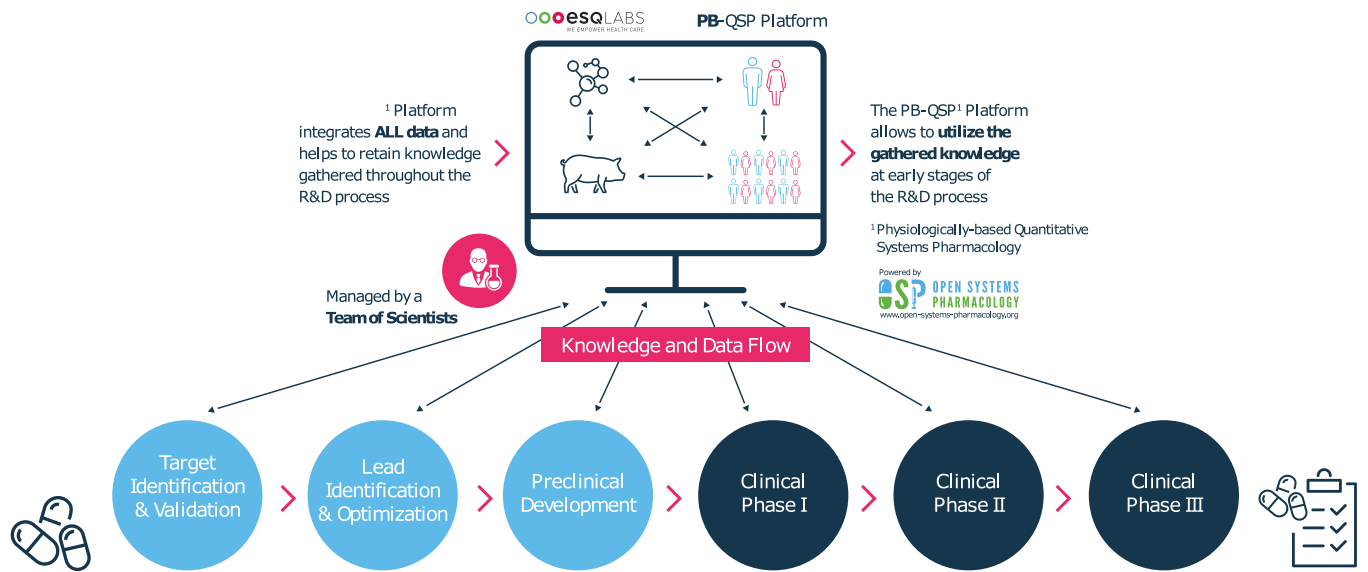 esqLABS
WE EMPOWER HEALTH CARE
PB-QSP Platform
¹ Platform
integrates ALL data and
helps to retain knowledge
gathered throughout the
R&D process
The PB-QSP¹ Platform
allows to utilize the
gathered knowledge
at early stages of
the R&D process
¹ Physiologically-based Quantitative
Systems Pharmacology
Powered by
OSP OPEN SYSTEMS
PHARMACOLOGY
www.open-systems-pharmacology.org
Managed by a
Team of Scientists
Knowledge and Data Flow
Target
Identification
& Validation
Lead
Identification
& Optimization
Preclinical
Development
Clinical
Phase I
Clinical
Phase II
Clinical
Phase III